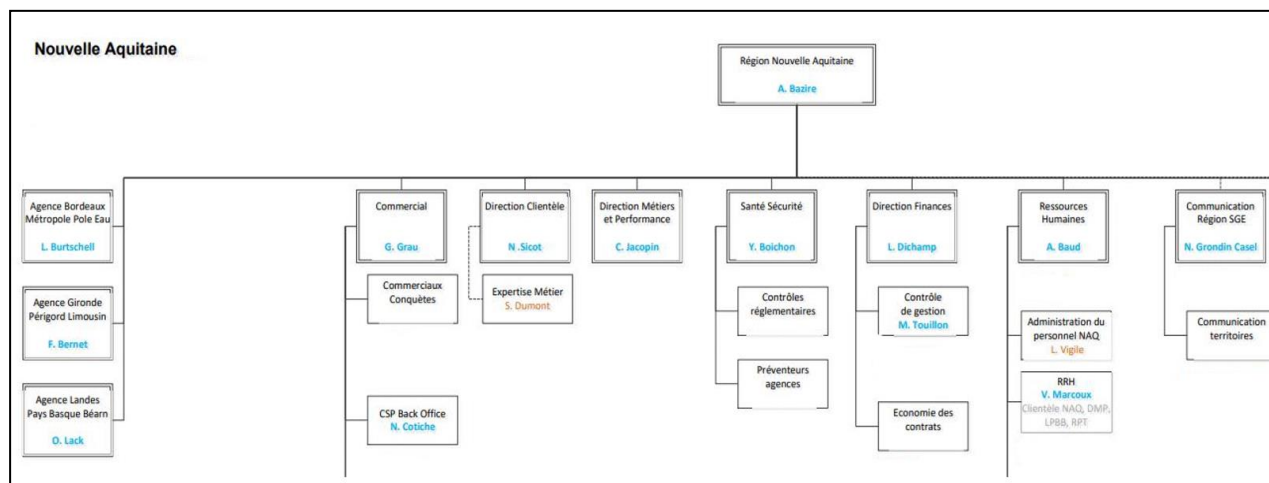 Nouvelle Aquitaine
Région Nouvelle Aquitaine
A. Bazire
Agence Bordeaux
Métropole Pole Eau
L. Burtschell
Agence Gironde
Périgord Limousin
F. Bernet
Agence Landes
Pays Basque Béarn
O. Lack
Commercial
G. Grau
Commerciaux
Conquètes
CSP Back Office
N. Cotiche
Direction Clientèle
N .Sicot
Expertise Métier
S. Dumont
Direction Métiers
et Performance
C. Jacopin
Santé Sécurité
Y. Boichon
Contrôles
réglementaires
Préventeurs
agences
Direction Finances
L. Dichamp
Contrôle
de gestion
M. Touillon
Economie des
contrats
Ressources
Humaines
A. Baud
Administration du
personnel NAQ
L. Vigile
RRH
V. Marcoux
Clientèle NAQ, DMP,
LPBB, RPT
Communication
Région SGE
N. Grondin Casel
Communication
territoires